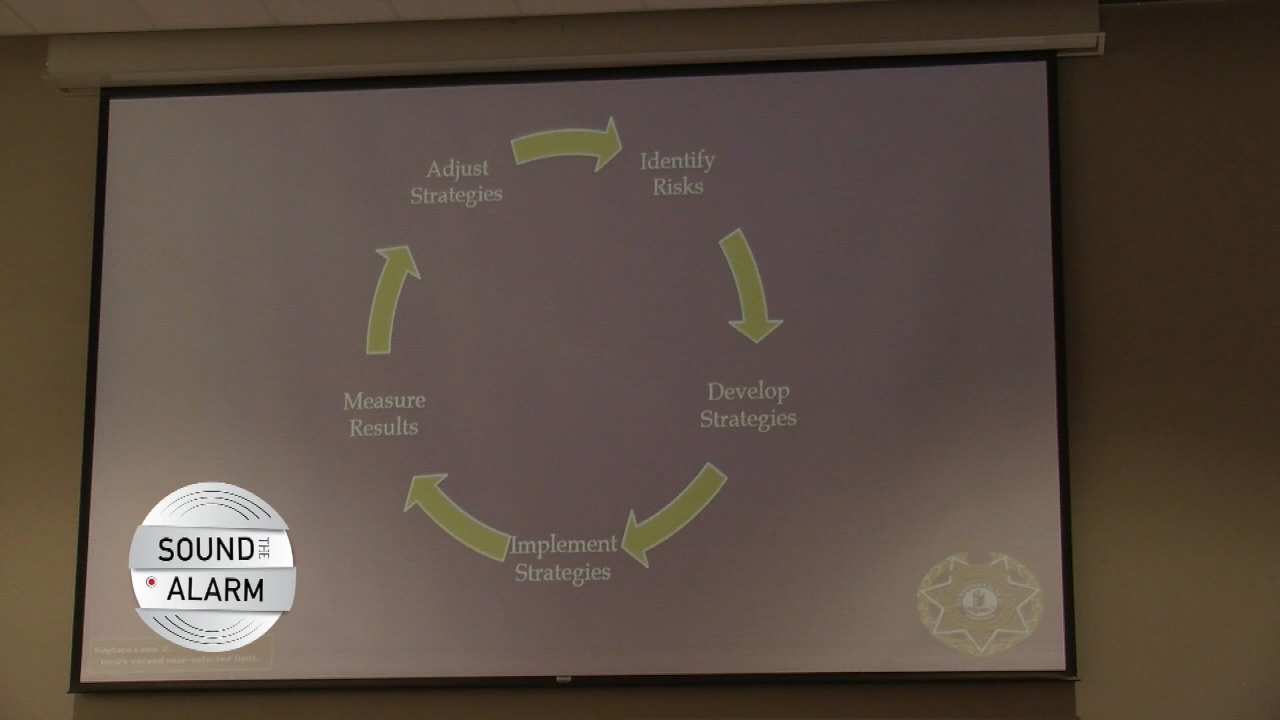 Adjust
Strategies
Identify
Risks
Develop
Strategies
Implement
Strategies
Measure
Results
SOUND THE
ALARM